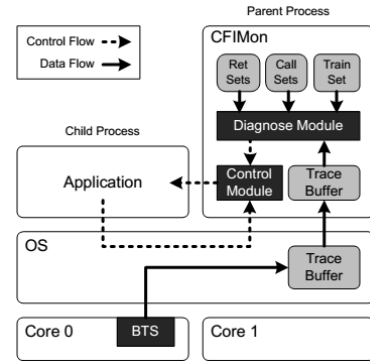 Parent Process
Control Flow
Data Flow
CFIMon
Ret
Sets
Call
Sets
Train
Set
Diagnose Module
Child Process
Application
Control
Module
Trace
Buffer
OS
Trace
Buffer
Core 0
BTS
Core 1